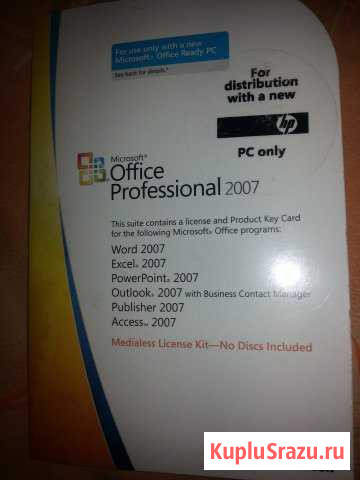 For use only with a new
Microsoft® Office Ready PC
See back for details.*
For
distribution
with a new
hp
PC only
Microsoft®
Office
Professional 2007
This suite contains a license and Product Key Card
for the following Microsoft® Office programs:
Word 2007
Excel® 2007
PowerPoint® 2007
Outlook® 2007 with Business Contact Manager
Publisher 2007
Access™ 2007
Medialess License Kit—No Discs Included
KupluSrazu.ru